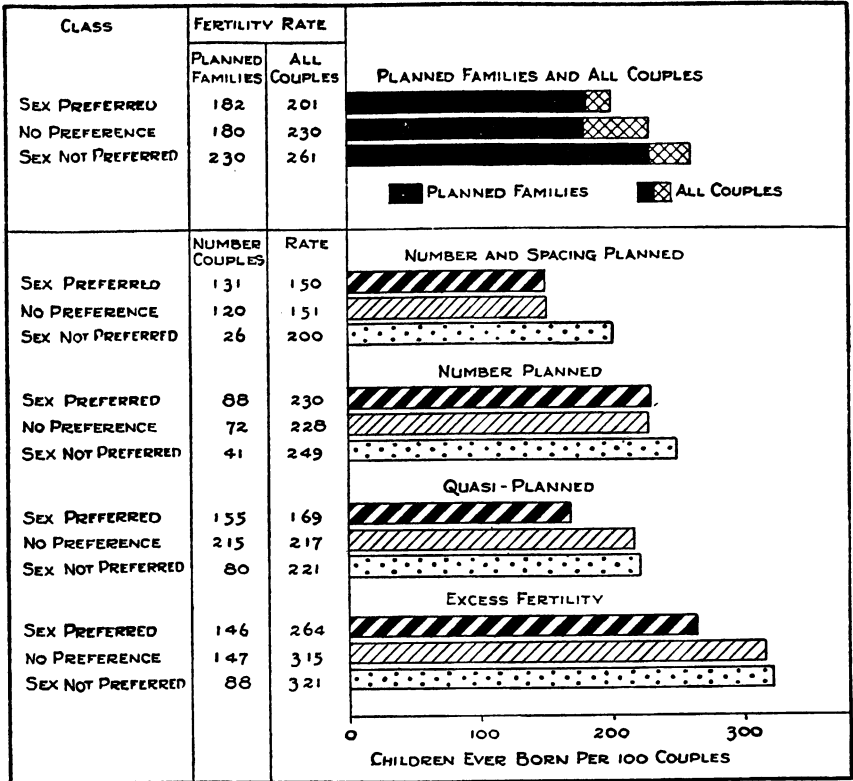 CLASS FERTILITY RATE
PLANNED FAMILIES ALL COUPLES PLANNED FAMILIES AND ALL COUPLES
SEX PREFERRED 182 201
NO PREFERENCE 180 230
SEX NOT PREFERRED 230 261
PLANNED FAMILIES ALL COUPLES
NUMBER COUPLES RATE NUMBER AND SPACING PLANNED
SEX PREFERRED 131 150
NO PREFERENCE 120 151
SEX NOT PREFERRED 26 200
NUMBER PLANNED
SEX PREFERRED 88 230
NO PREFERENCE 72 228
SEX NOT PREFERRED 41 249
QUASI-PLANNED
SEX PREFERRED 155 169
NO PREFERENCE 215 217
SEX NOT PREFERRED 80 221
EXCESS FERTILITY
SEX PREFERRED 146 264
NO PREFERENCE 147 315
SEX NOT PREFERRED 88 321
0 100 200 300
CHILDREN EVER BORN PER 100 COUPLES